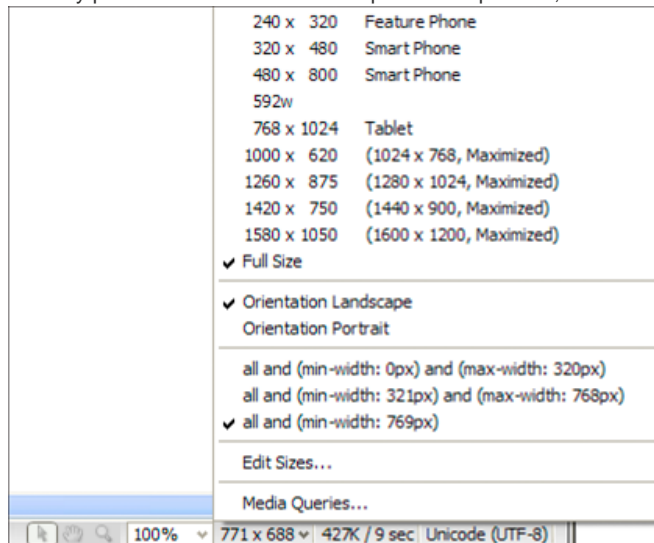 240 x 320 Feature Phone
320 x 480 Smart Phone
480 x 800 Smart Phone
592w
768 x 1024 Tablet
1000 x 620 (1024 x 768, Maximized)
1260 x 875 (1280 x 1024, Maximized)
1420 x 750 (1440 x 900, Maximized)
1580 x 1050 (1600 x 1200, Maximized)
✔ Full Size
✔ Orientation Landscape
Orientation Portrait
all and (min-width: 0px) and (max-width: 320px)
all and (min-width: 321px) and (max-width: 768px)
✔ all and (min-width: 769px)
Edit Sizes...
Media Queries...
100% 771 x 688 427K / 9 sec Unicode (UTF-8)